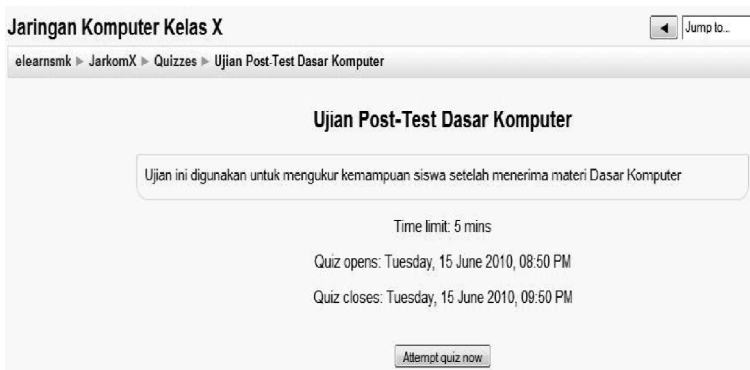 Jaringan Komputer Kelas X
Jump to...
elearnsmk ► JarkomX ► Quizzes ► Ujian Post-Test Dasar Komputer
Ujian Post-Test Dasar Komputer
Ujian ini digunakan untuk mengukur kemampuan siswa setelah menerima materi Dasar Komputer
Time limit: 5 mins
Quiz opens: Tuesday, 15 June 2010, 08:50 PM
Quiz closes: Tuesday, 15 June 2010, 09:50 PM
Attempt quiz now